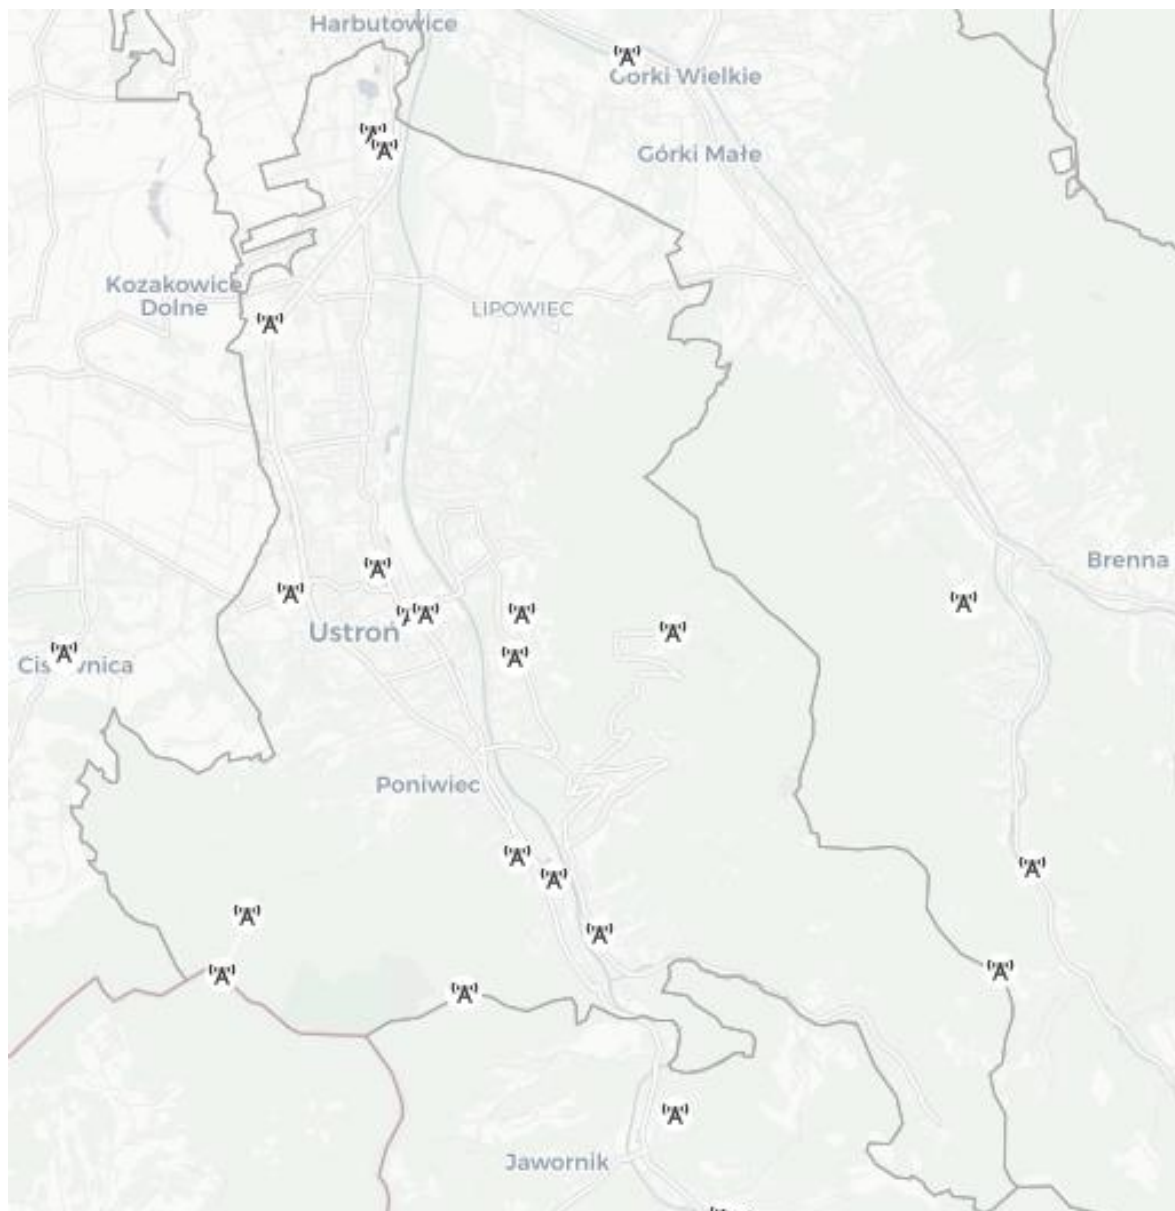 Harbutowice
Górki Wielkie
Górki Małe
Kozakowice
Dolne
LIPOWIEC
Brenna
Ustroń
Poniwiec
Jawornik